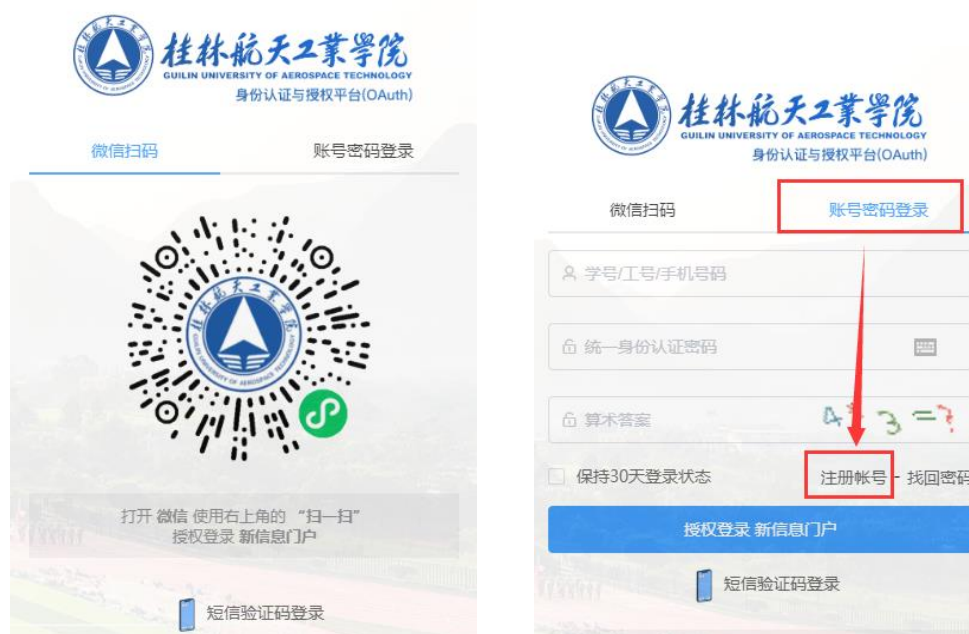 桂林航天工業學院
GUILIN UNIVERSITY OF AEROSPACE TECHNOLOGY
身份认证与授权平台(OAuth)
微信扫码
账号密码登录
打开 微信 使用右上角的 “扫一扫”
授权登录 新信息门户
短信验证码登录
桂林航天工業學院
GUILIN UNIVERSITY OF AEROSPACE TECHNOLOGY
身份认证与授权平台(OAuth)
微信扫码
账号密码登录
学号/工号/手机号码
统一身份认证密码
算术答案
3=?
保持30天登录状态
注册帐号 - 找回密码
授权登录 新信息门户
短信验证码登录